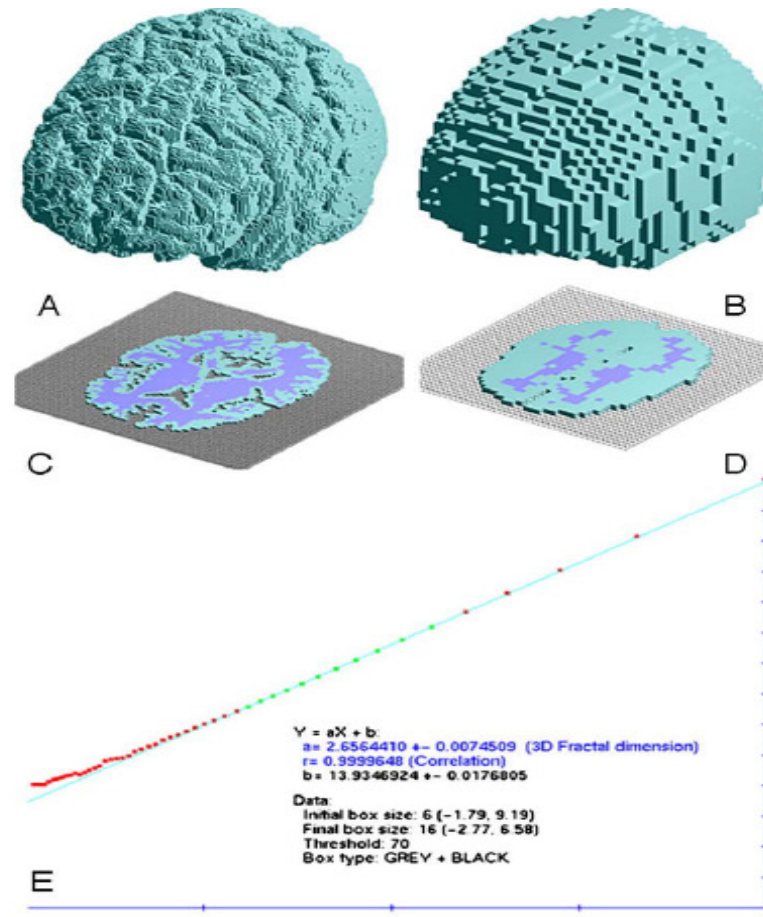 A
B
C
D
Y = aX + b:
a= 2.6564410 +- 0.0074509 (3D Fractal dimension)
r= 0.9999648 (Correlation)
b= 13.9346924 +- 0.0176805
Data:
Initial box size: 6 (-1.79, 9.19)
Final box size: 16 (-2.77, 6.58)
Threshold: 70
Box type: GREY + BLACK
E